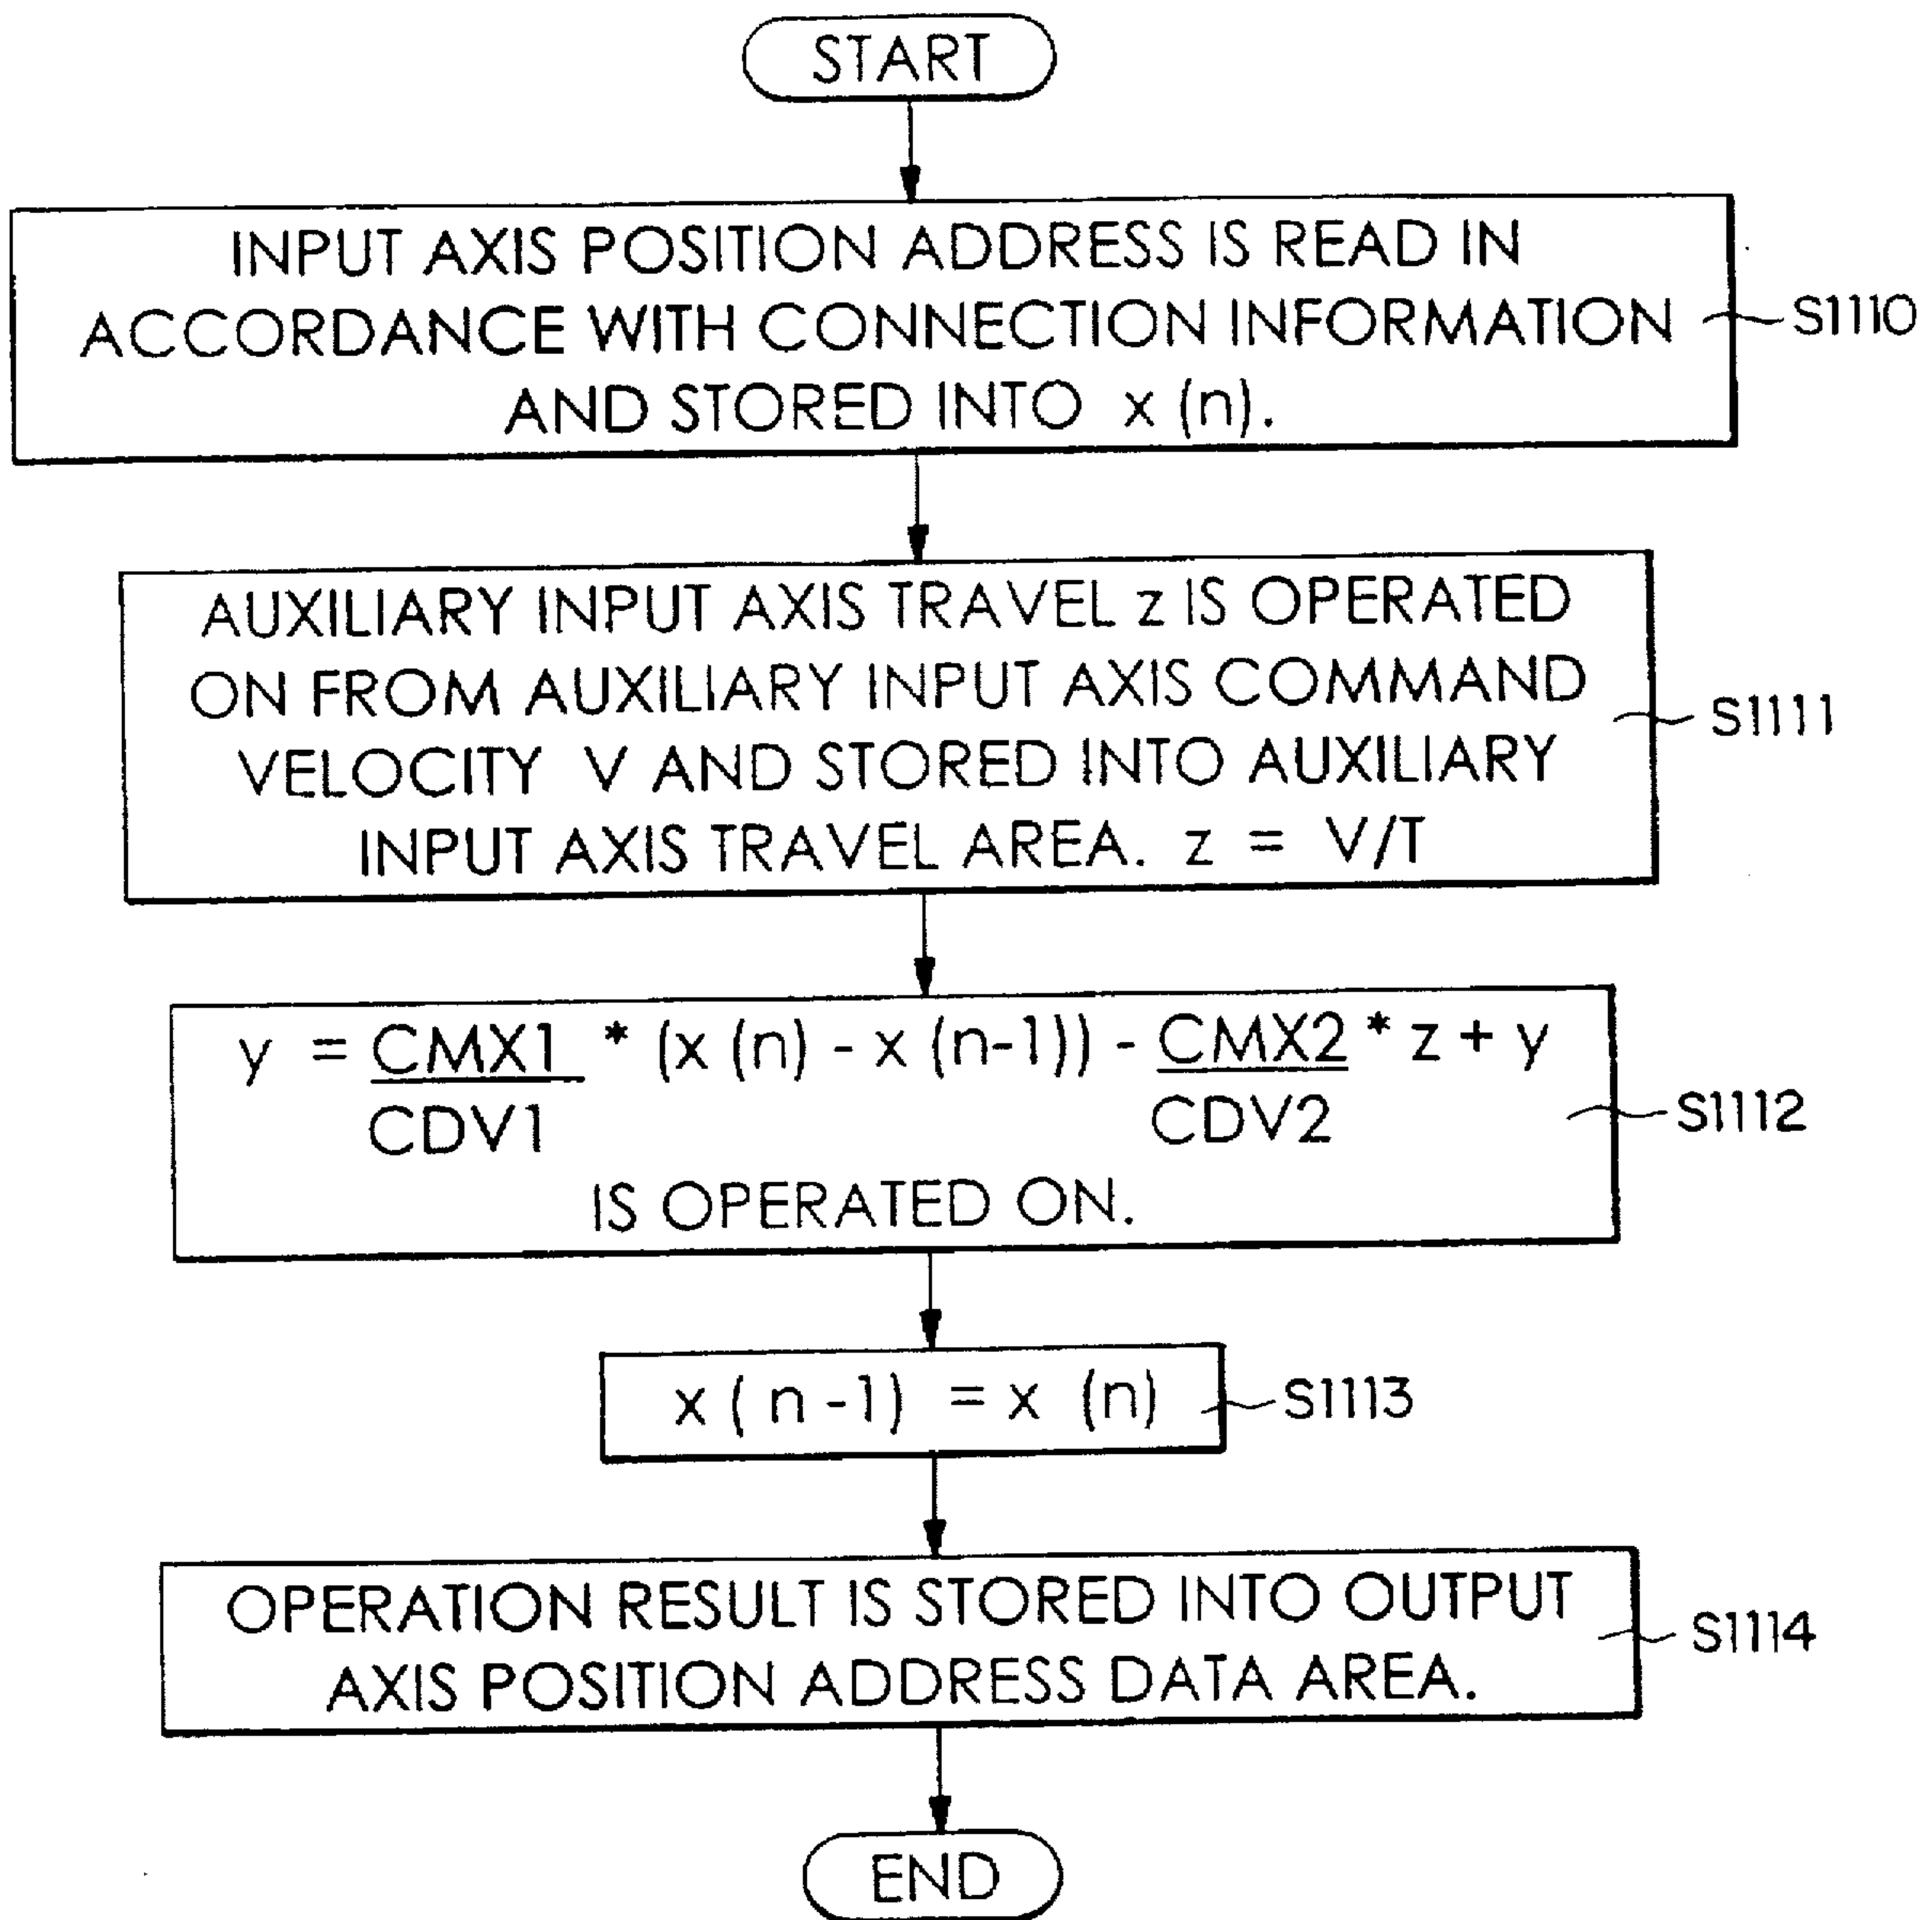 START
INPUT AXIS POSITION ADDRESS IS READ IN
ACCORDANCE WITH CONNECTION INFORMATION
AND STORED INTO x (n).
S1110
AUXILIARY INPUT AXIS TRAVEL z IS OPERATED
ON FROM AUXILIARY INPUT AXIS COMMAND
VELOCITY V AND STORED INTO AUXILIARY
INPUT AXIS TRAVEL AREA. z = V/T
S1111
y = CMX1 * (x (n) - x (n-1)) - CMX2 * z + y
CDV1 CDV2
IS OPERATED ON.
S1112
x ( n -1) = x (n)
S1113
OPERATION RESULT IS STORED INTO OUTPUT
AXIS POSITION ADDRESS DATA AREA.
S1114
END